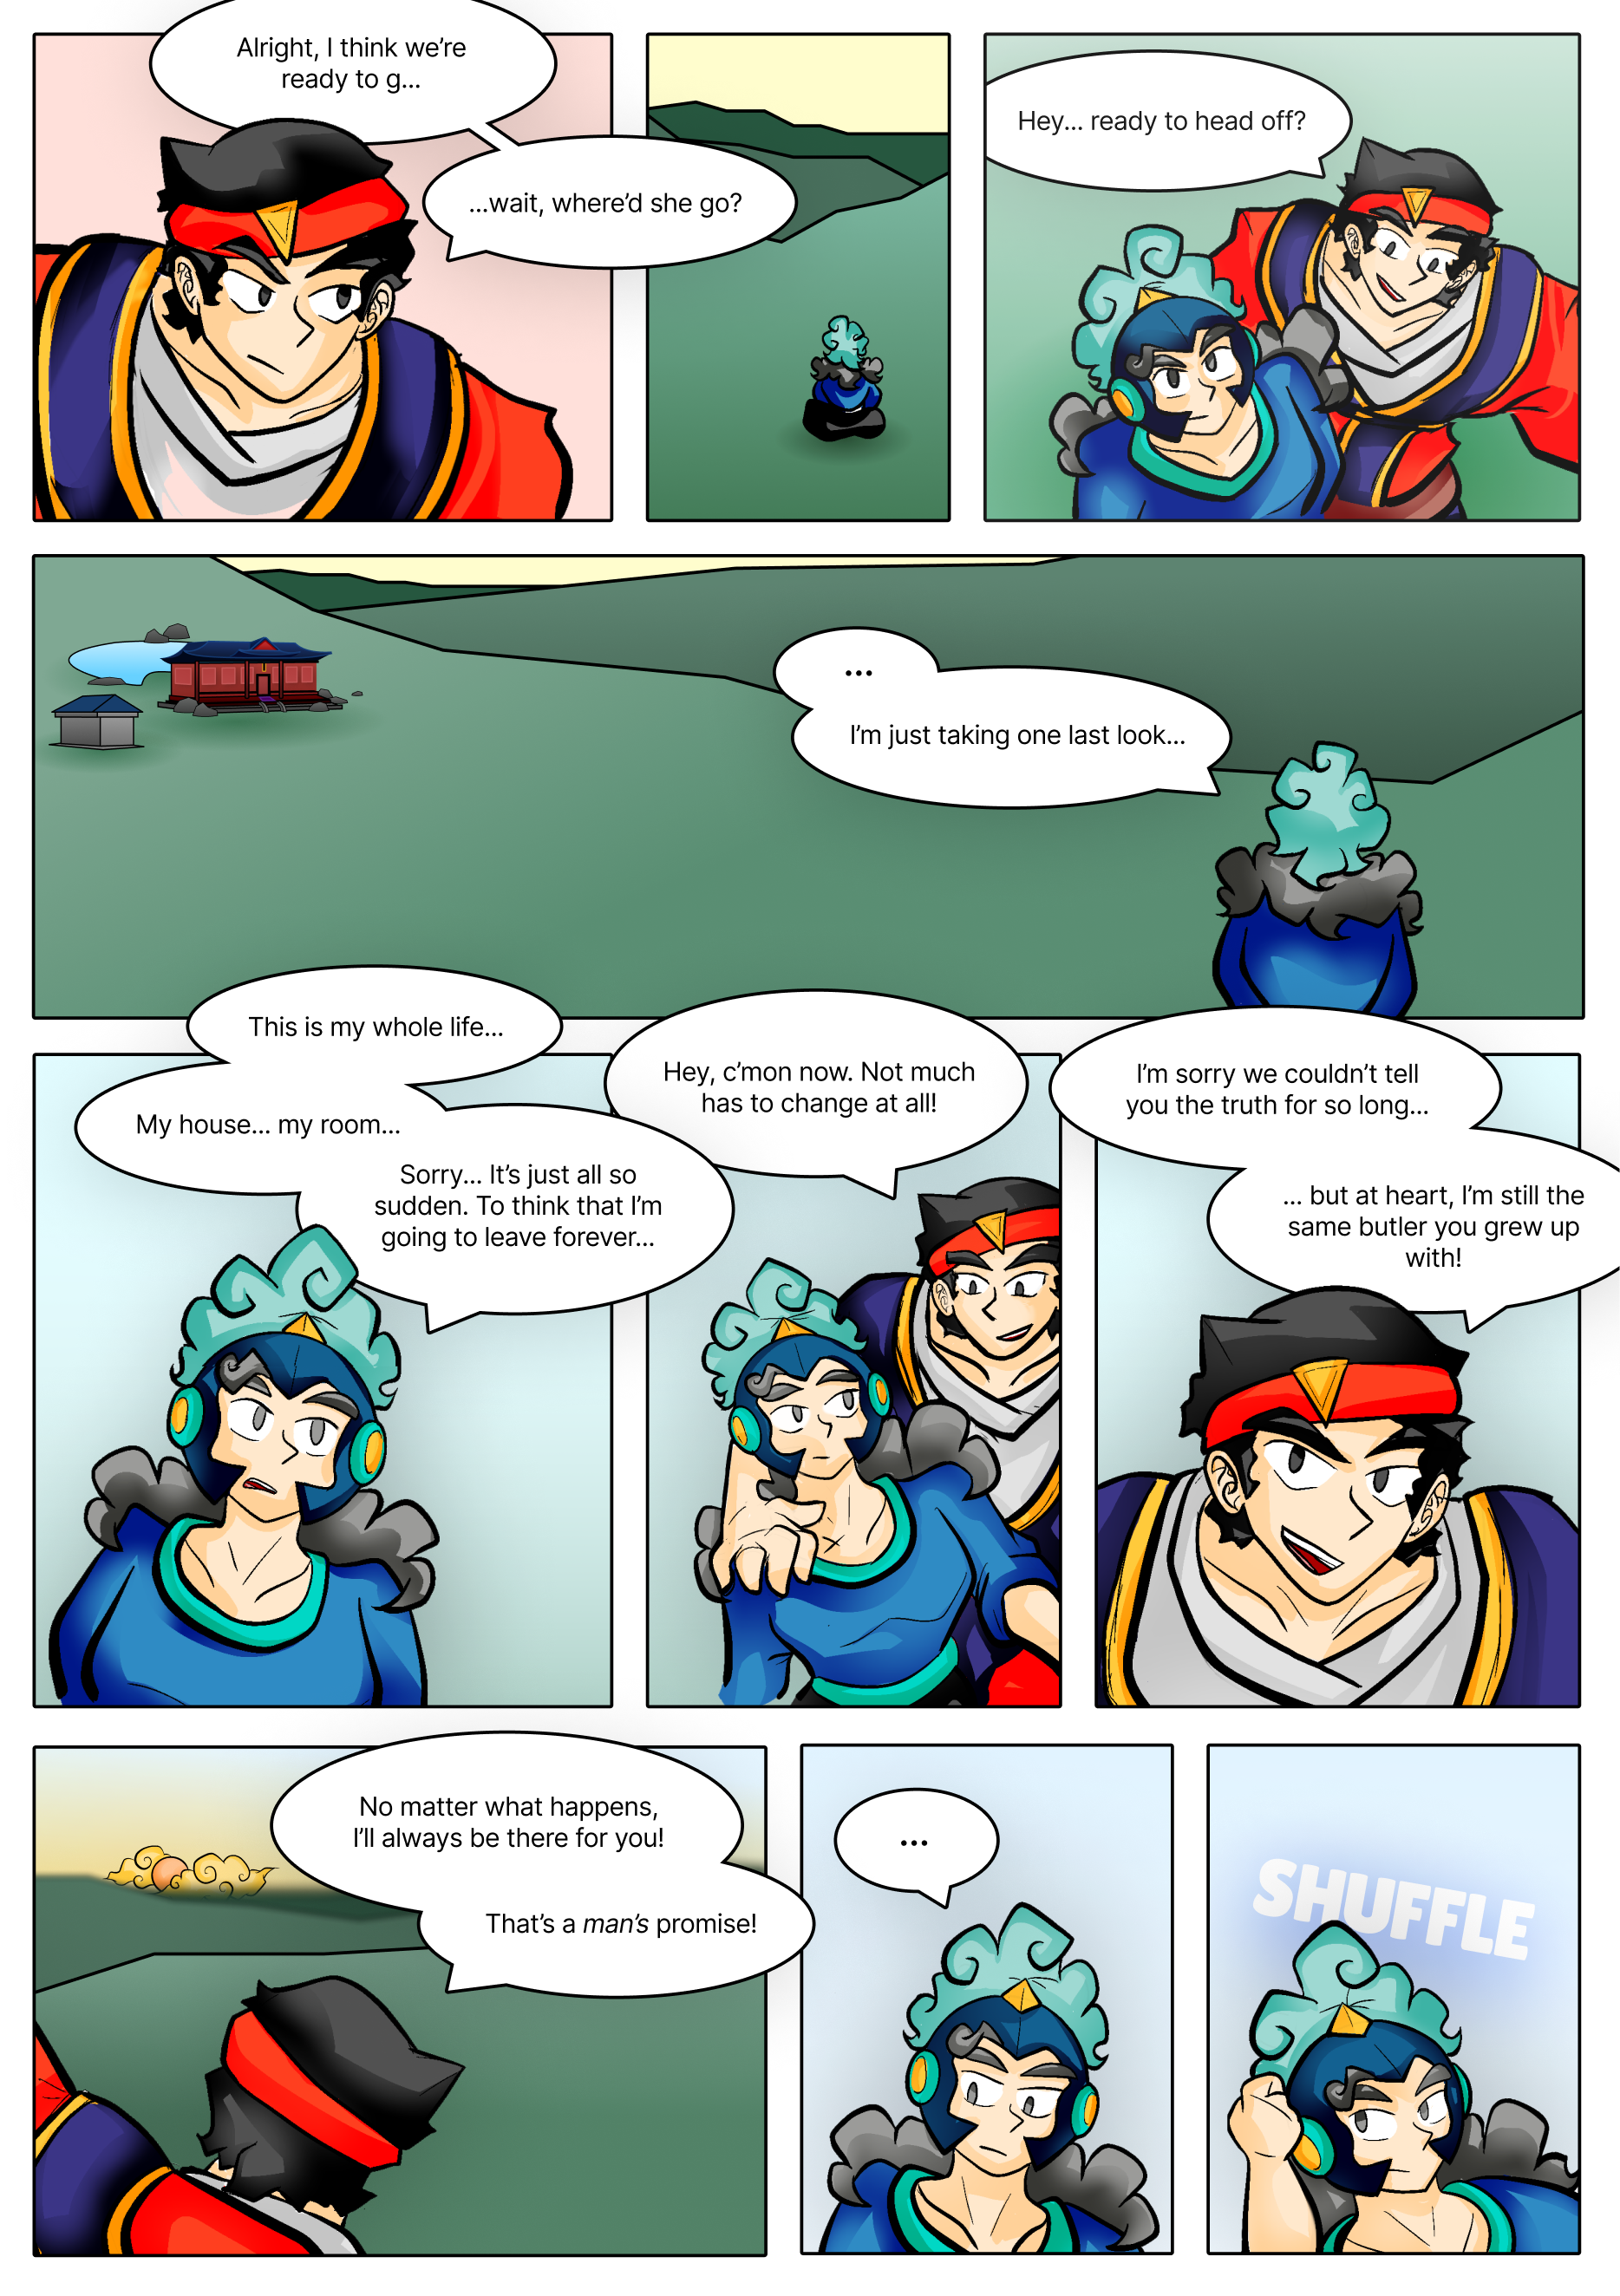 Alright, I think we're
ready to g...
...wait, where'd she go?
Hey... ready to head off?
...
I'm just taking one last look...
This is my whole life...
My house... my room...
Sorry... It's just all so
sudden. To think that I'm
going to leave forever...
Hey, c'mon now. Not much
has to change at all!
I'm sorry we couldn't tell
you the truth for so long...
... but at heart, I'm still the
same butler you grew up
with!
No matter what happens,
I'll always be there for you!
That's a man's promise!
...
SHUFFLE